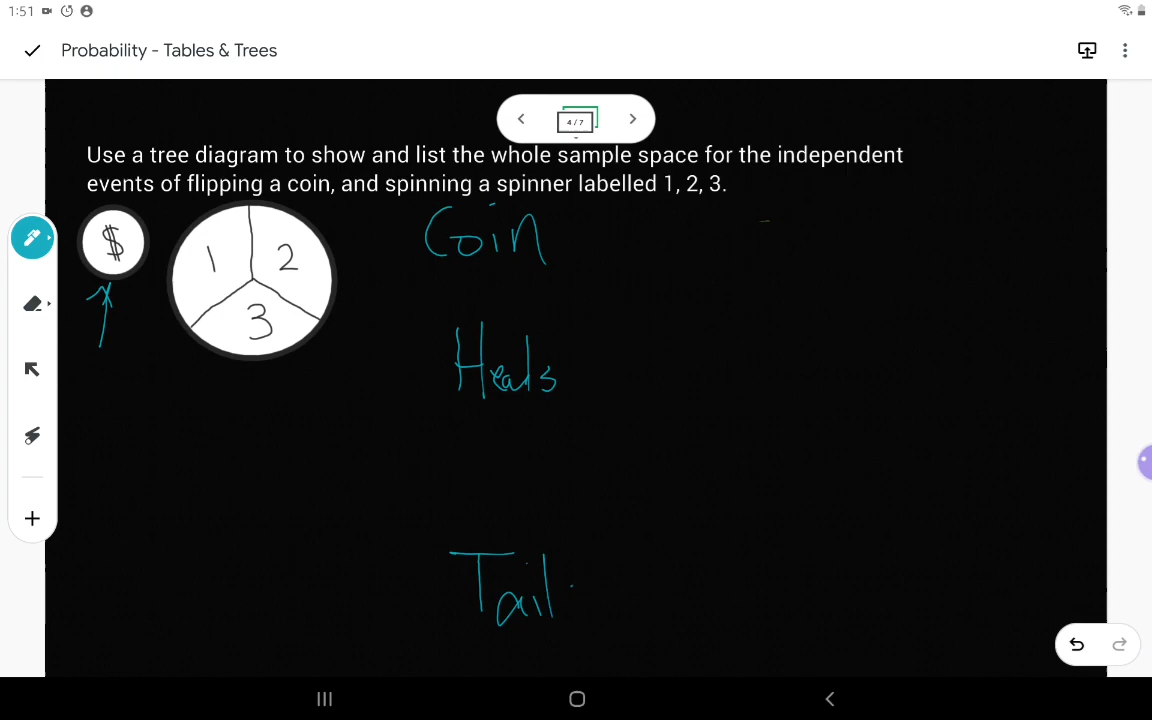 1:51
Probability - Tables & Trees
4/7
Use a tree diagram to show and list the whole sample space for the independent
events of flipping a coin, and spinning a spinner labelled 1, 2, 3.
$
1
2
3
Coin
Heads
Tail